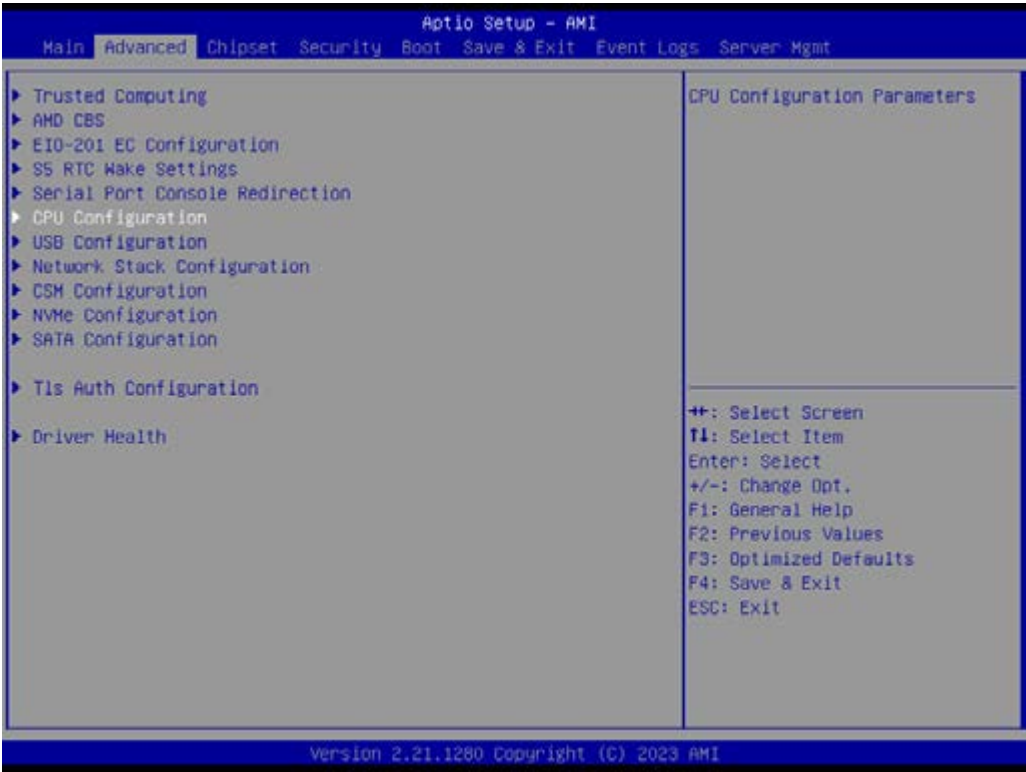 Aptio Setup - AMI
Main Advanced Chipset Security Boot Save & Exit Event Logs Server Mgmt
Trusted Computing
AMD CBS
EIO-201 EC Configuration
S5 RTC Wake Settings
Serial Port Console Redirection
CPU Configuration
USB Configuration
Network Stack Configuration
CSM Configuration
NVMe Configuration
SATA Configuration
Tls Auth Configuration
Driver Health
CPU Configuration Parameters
→←: Select Screen
↑↓: Select Item
Enter: Select
+/-: Change Opt.
F1: General Help
F2: Previous Values
F3: Optimized Defaults
F4: Save & Exit
ESC: Exit
Version 2.21.1280 Copyright (C) 2023 AMI